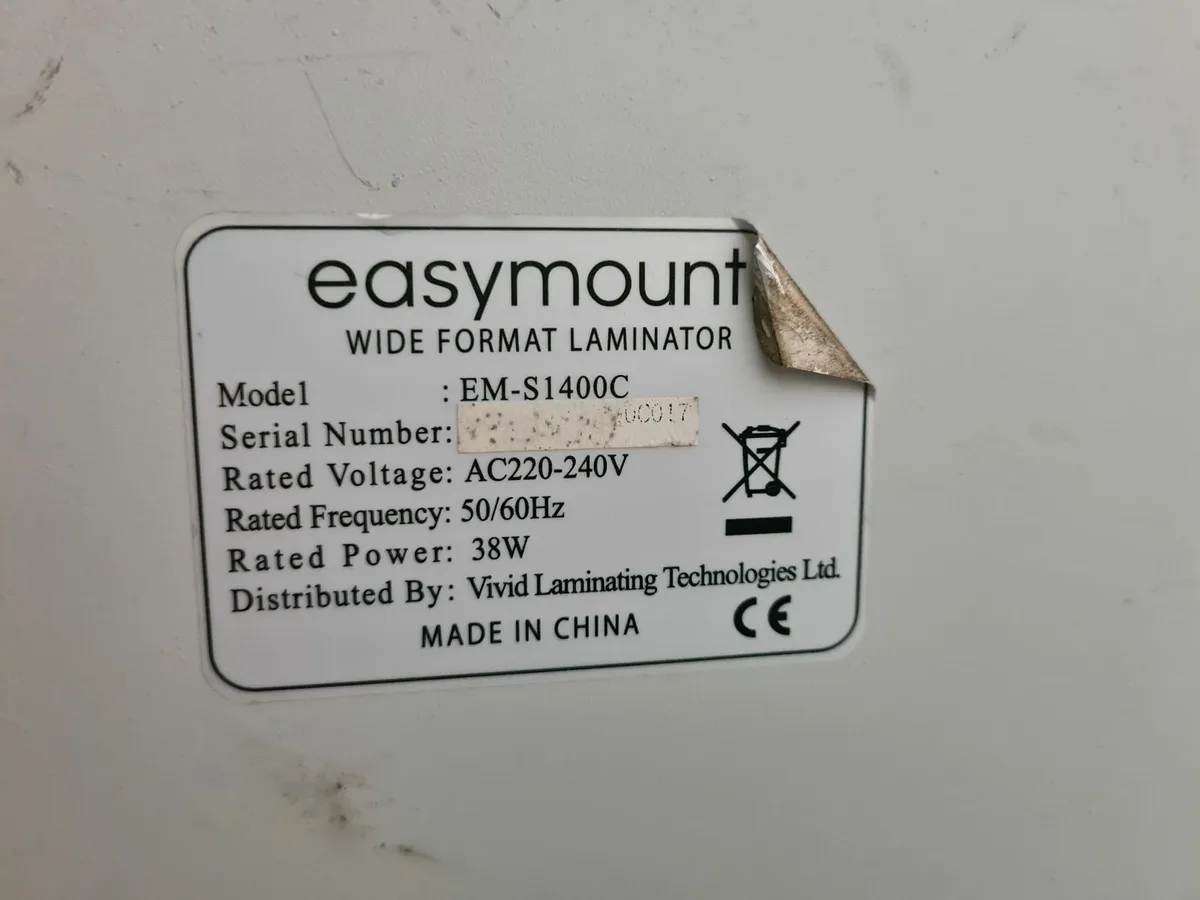 easymount
WIDE FORMAT LAMINATOR
Model : EM-S1400C
Serial Number:
Rated Voltage: AC220-240V
Rated Frequency: 50/60Hz
Rated Power: 38W
Distributed By: Vivid Laminating Technologies Ltd.
MADE IN CHINA
CE